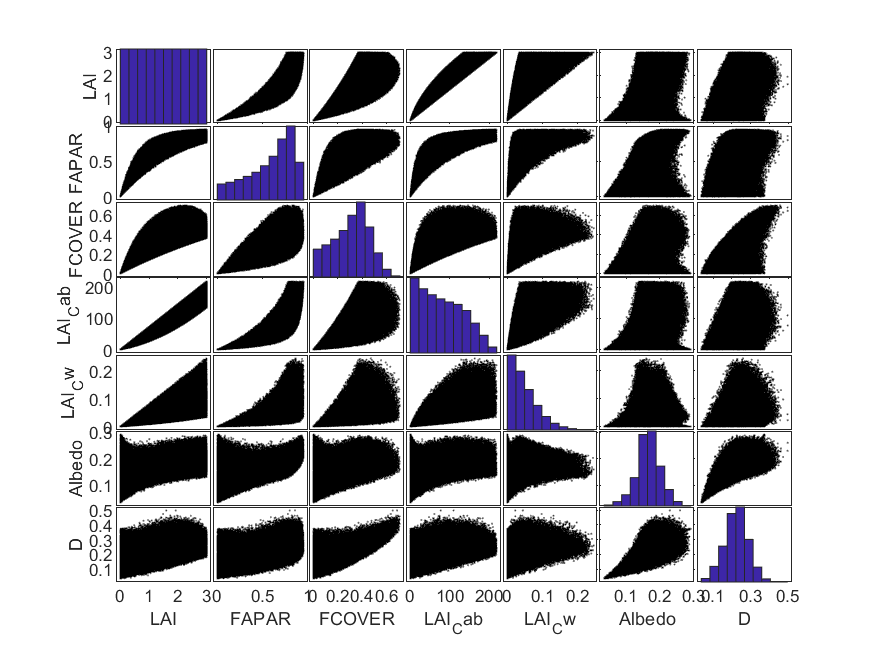 LAI 3 2 1 0
FAPAR 1 0.5 0
FCOVER 0.6 0.4 0.2 0
LAI_Cab 200 100 0
LAI_Cw 0.2 0.1 0
Albedo 0.3 0.2 0.1
D 0.5 0.4 0.3 0.2 0.1
0 1 2 3 0 0.5 1 0 0.2 0.4 0.6 0 100 200 0 0.1 0.2 0.1 0.2 0.3 0.1 0.3 0.5
LAI FAPAR FCOVER LAI_Cab LAI_Cw Albedo D